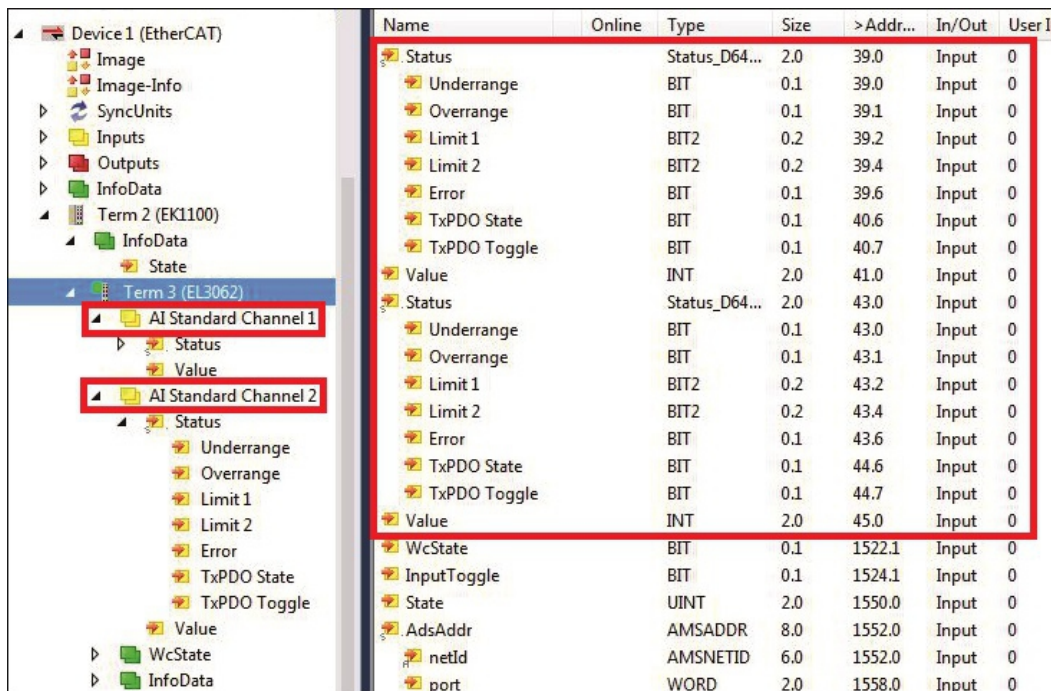 Device 1 (EtherCAT)
Image
Image-Info
SyncUnits
Inputs
Outputs
InfoData
Term 2 (EK1100)
InfoData
State
Term 3 (EL3062)
AI Standard Channel 1
Status
Value
AI Standard Channel 2
Status
Underrange
Overrange
Limit 1
Limit 2
Error
TxPDO State
TxPDO Toggle
Value
WcState
InfoData
Name Online Type Size >Addr... In/Out User I
Status Status_D64... 2.0 39.0 Input 0
Underrange BIT 0.1 39.0 Input 0
Overrange BIT 0.1 39.1 Input 0
Limit 1 BIT2 0.2 39.2 Input 0
Limit 2 BIT2 0.2 39.4 Input 0
Error BIT 0.1 39.6 Input 0
TxPDO State BIT 0.1 40.6 Input 0
TxPDO Toggle BIT 0.1 40.7 Input 0
Value INT 2.0 41.0 Input 0
Status Status_D64... 2.0 43.0 Input 0
Underrange BIT 0.1 43.0 Input 0
Overrange BIT 0.1 43.1 Input 0
Limit 1 BIT2 0.2 43.2 Input 0
Limit 2 BIT2 0.2 43.4 Input 0
Error BIT 0.1 43.6 Input 0
TxPDO State BIT 0.1 44.6 Input 0
TxPDO Toggle BIT 0.1 44.7 Input 0
Value INT 2.0 45.0 Input 0
WcState BIT 0.1 1522.1 Input 0
InputToggle BIT 0.1 1524.1 Input 0
State UINT 2.0 1550.0 Input 0
AdsAddr AMSADDR 8.0 1552.0 Input 0
netId AMSNETID 6.0 1552.0 Input 0
port WORD 2.0 1558.0 Input 0